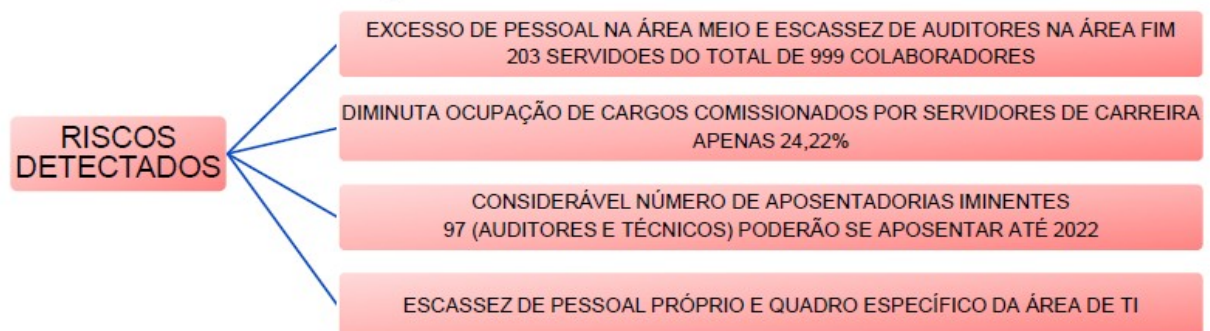 RISCOS
DETECTADOS
EXCESSO DE PESSOAL NA ÁREA MEIO E ESCASSEZ DE AUDITORES NA ÁREA FIM
203 SERVIDOES DO TOTAL DE 999 COLABORADORES
DIMINUTA OCUPAÇÃO DE CARGOS COMISSIONADOS POR SERVIDORES DE CARREIRA
APENAS 24,22%
CONSIDERÁVEL NÚMERO DE APOSENTADORIAS IMINENTES
97 (AUDITORES E TÉCNICOS) PODERÃO SE APOSENTAR ATÉ 2022
ESCASSEZ DE PESSOAL PRÓPRIO E QUADRO ESPECÍFICO DA ÁREA DE TI